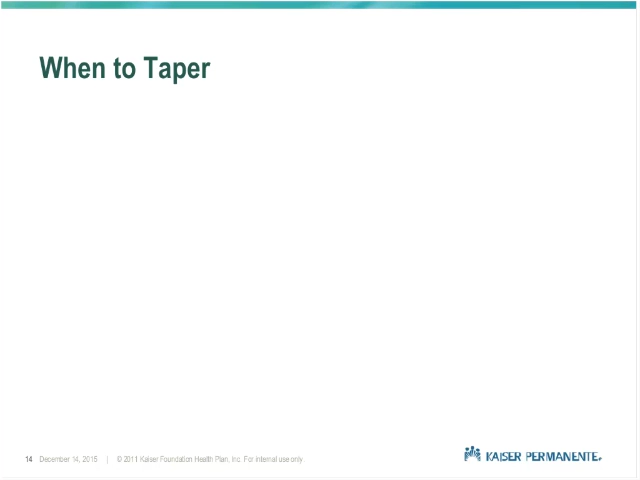 When to Taper
14 December 14, 2015 | © 2011 Kaiser Foundation Health Plan, Inc. For internal use only
KAISER PERMANENTE.